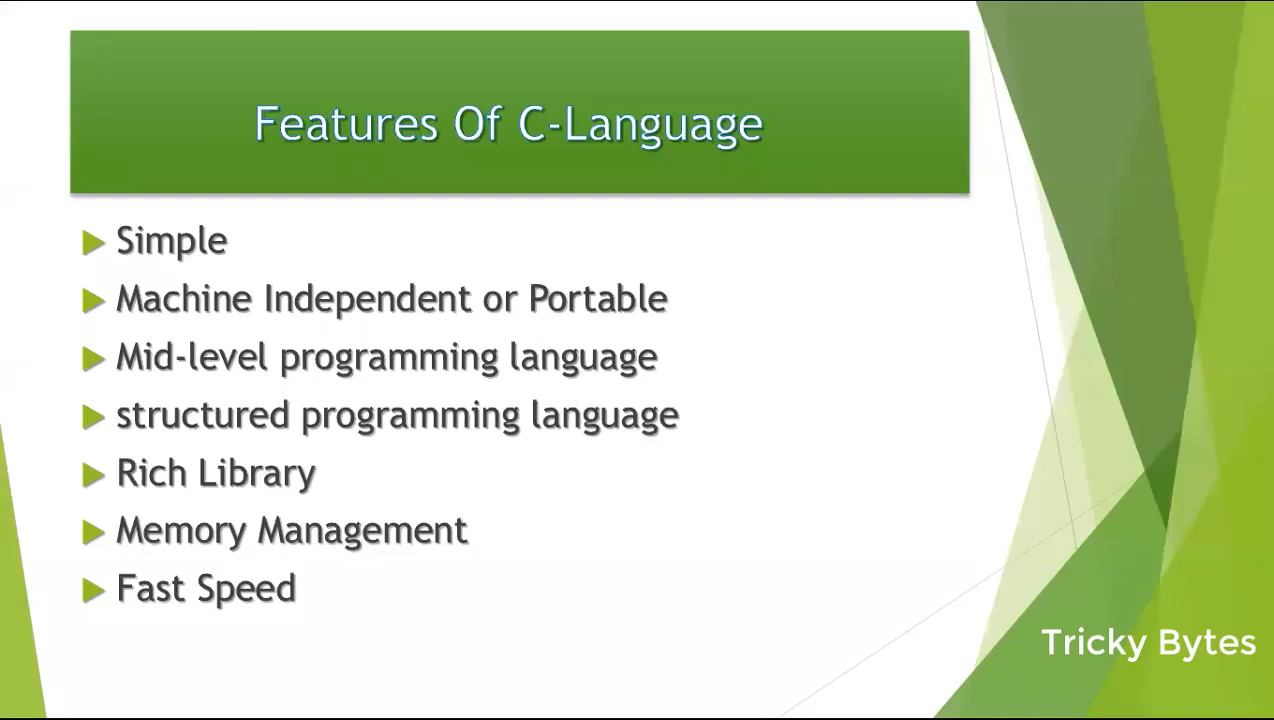 Features Of C-Language
Simple
Machine Independent or Portable
Mid-level programming language
structured programming language
Rich Library
Memory Management
Fast Speed
Tricky Bytes